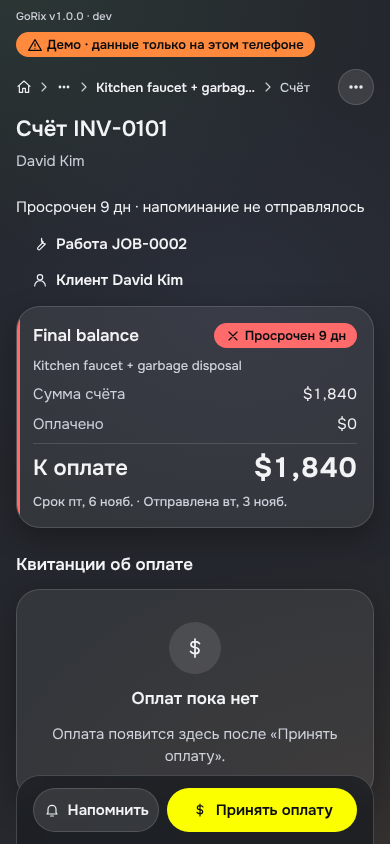 GoRix v1.0.0 · dev
Демо · данные только на этом телефоне
Kitchen faucet + garbag... Счёт
Счёт INV-0101
David Kim
Просрочен 9 дн · напоминание не отправлялось
Работа JOB-0002
Клиент David Kim
Final balance Просрочен 9 дн
Kitchen faucet + garbage disposal
Сумма счёта $1,840
Оплачено $0
К оплате $1,840
Срок пт, 6 нояб. · Отправлена вт, 3 нояб.
Квитанции об оплате
$
Оплат пока нет
Оплата появится здесь после «Принять
оплату».
Напомнить $ Принять оплату